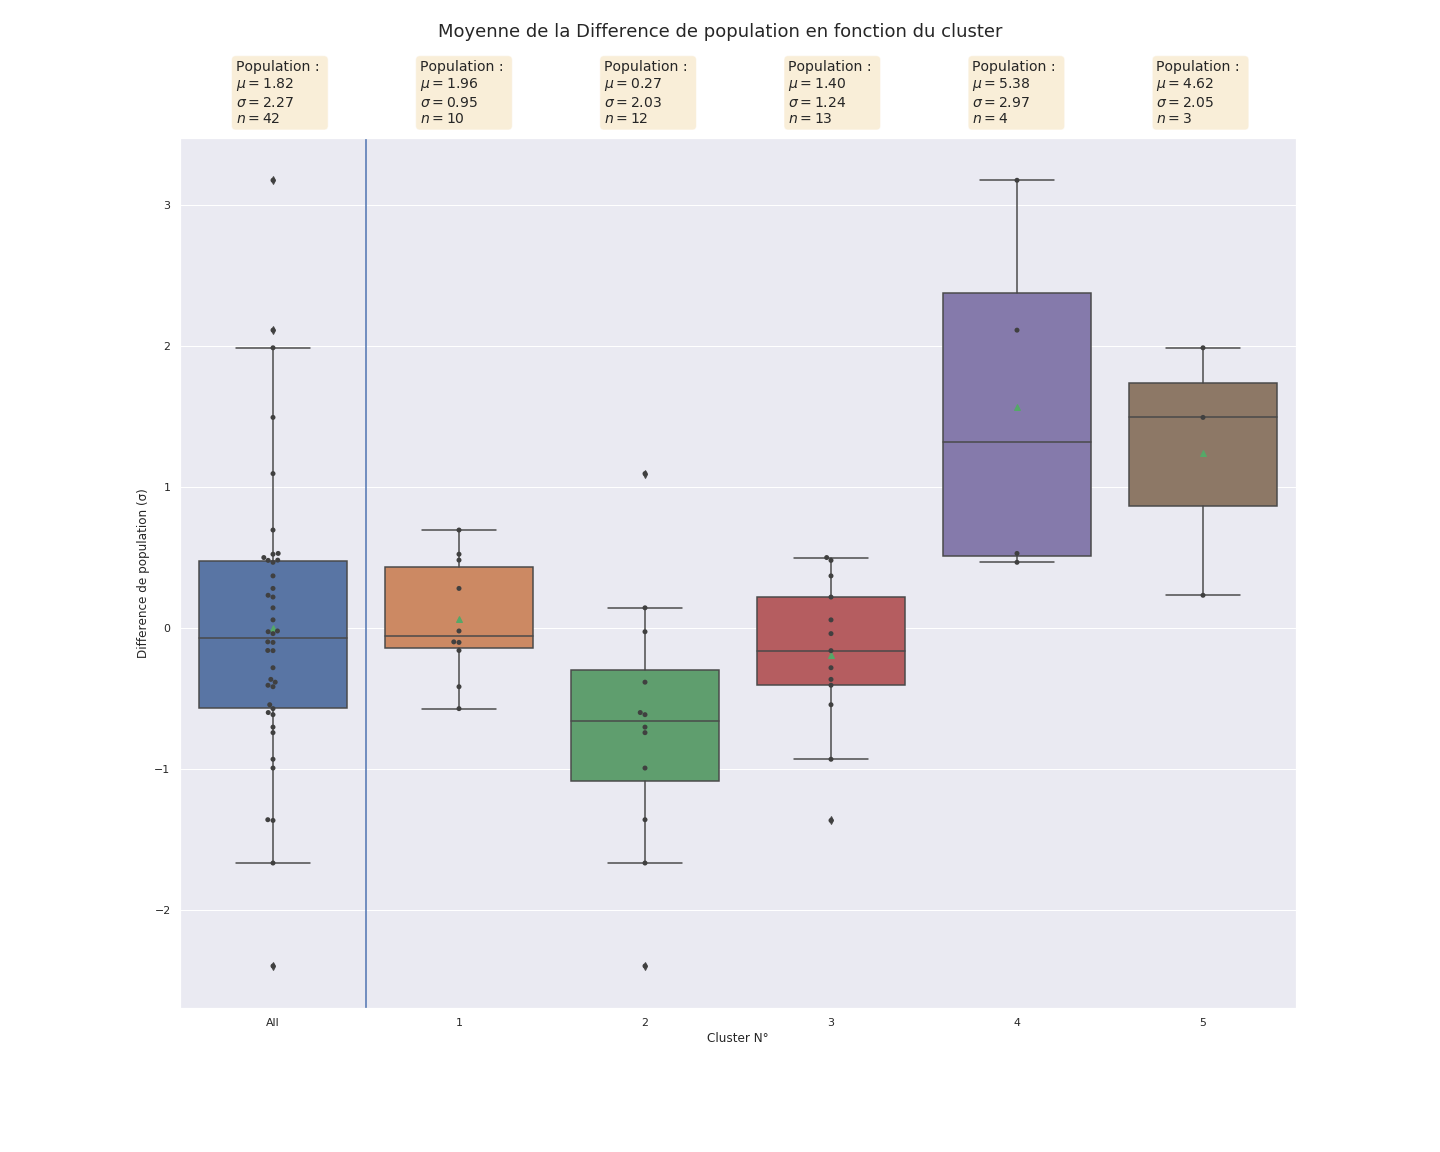 Moyenne de la Difference de population en fonction du cluster
Population :
μ = 1.82
σ = 2.27
n = 42
Population :
μ = 1.96
σ = 0.95
n = 10
Population :
μ = 0.27
σ = 2.03
n = 12
Population :
μ = 1.40
σ = 1.24
n = 13
Population :
μ = 5.38
σ = 2.97
n = 4
Population :
μ = 4.62
σ = 2.05
n = 3
Difference de population (σ)
3
2
1
0
−1
−2
All 1 2 3 4 5
Cluster N°